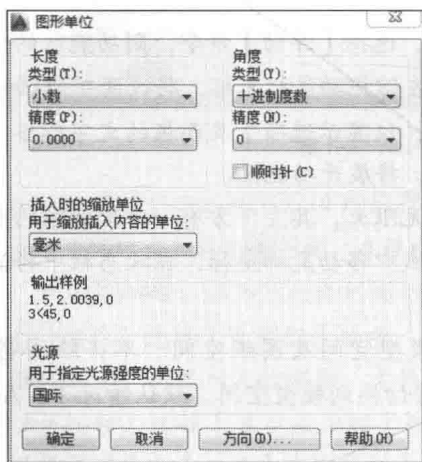 图形单位
长度
类型(T):
小数
精度(P):
0.0000
角度
类型(Y):
十进制度数
精度(N):
0
顺时针(C)
插入时的缩放单位
用于缩放插入内容的单位:
毫米
输出样例
1.5,2.0039,0
3<45,0
光源
用于指定光源强度的单位:
国际
确定
取消
方向(D)...
帮助(H)